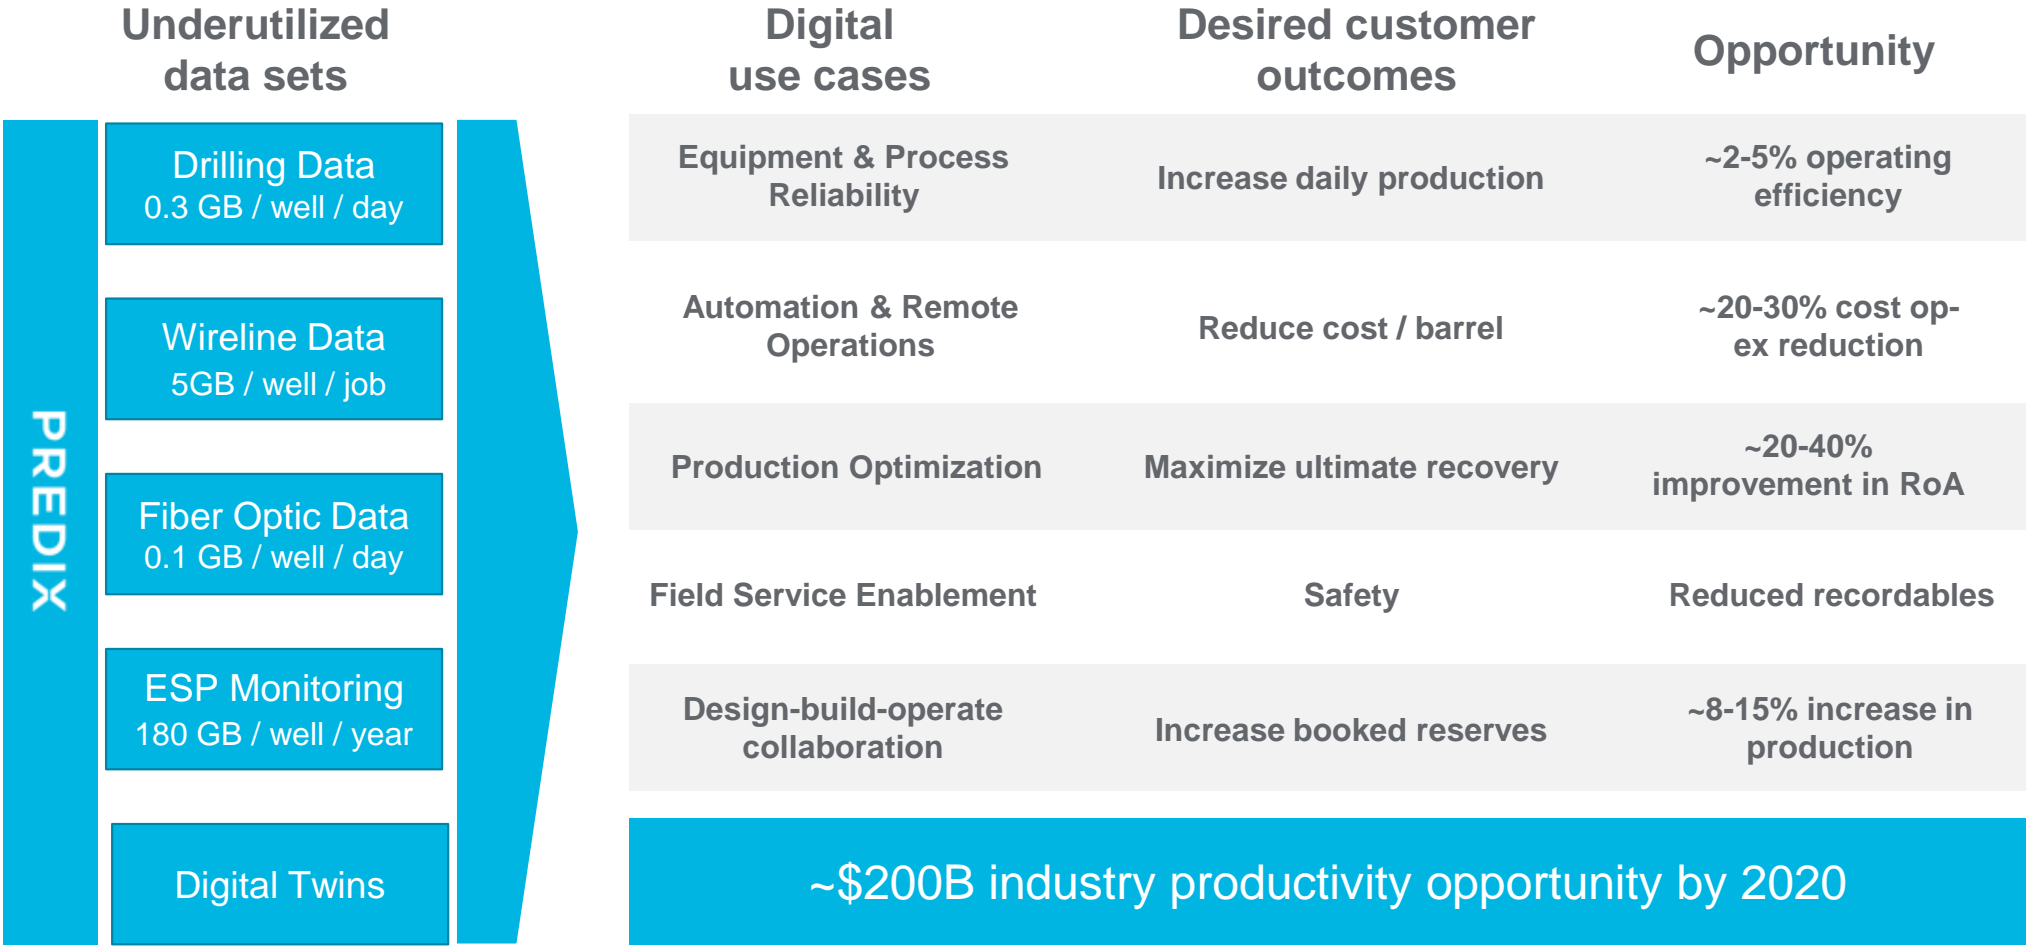 Underutilized
data sets
Digital
use cases
Desired customer
outcomes
Opportunity
PREDIX
Drilling Data
0.3 GB / well / day
Wireline Data
5GB / well / job
Fiber Optic Data
0.1 GB / well / day
ESP Monitoring
180 GB / well / year
Digital Twins
Equipment & Process
Reliability
Increase daily production
~2-5% operating
efficiency
Automation & Remote
Operations
Reduce cost / barrel
~20-30% cost op-
ex reduction
Production Optimization
Maximize ultimate recovery
~20-40%
improvement in RoA
Field Service Enablement
Safety
Reduced recordables
Design-build-operate
collaboration
Increase booked reserves
~8-15% increase in
production
~$200B industry productivity opportunity by 2020